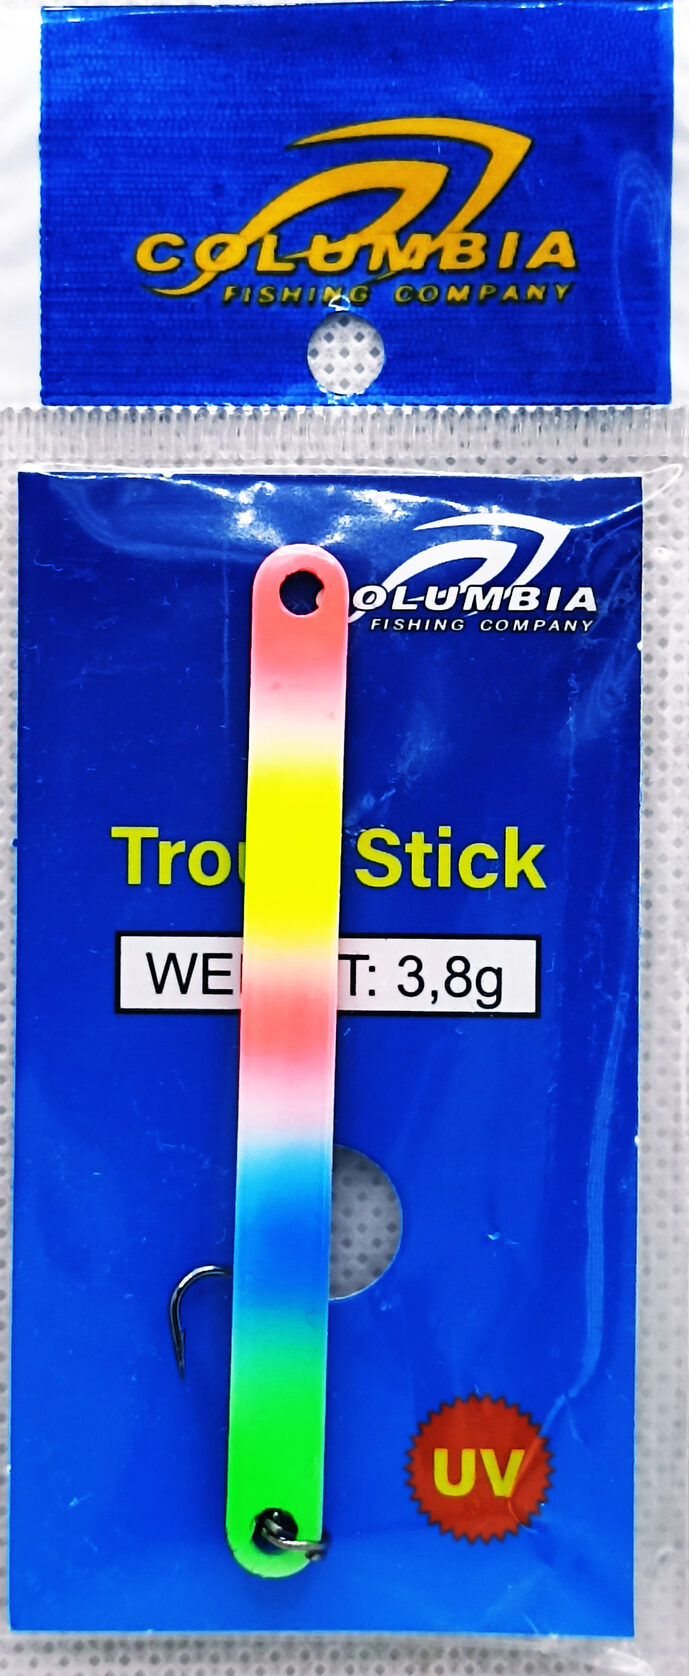 COLUMBIA
FISHING COMPANY
OLUMBIA
FISHING COMPANY
Trou Stick
WE T: 3,8g
UV